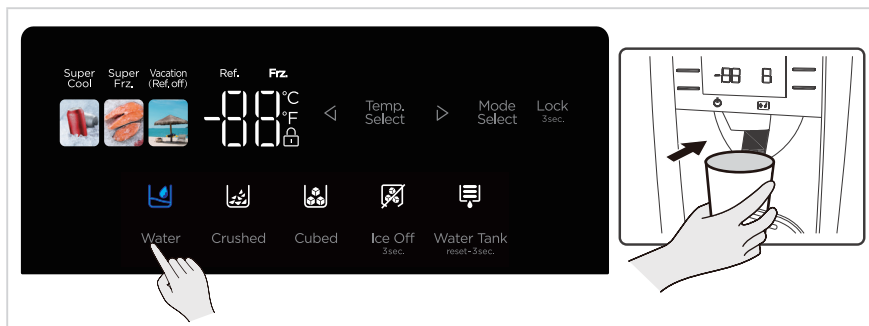 Super Cool
Super Frz.
Vacation (Ref, off)
Ref.
Frz.
-88
°C
°F
Temp. Select
Mode Select
Lock
3sec.
Water
Crushed
Cubed
Ice Off
3sec.
Water Tank
reset-3sec.
-88 8